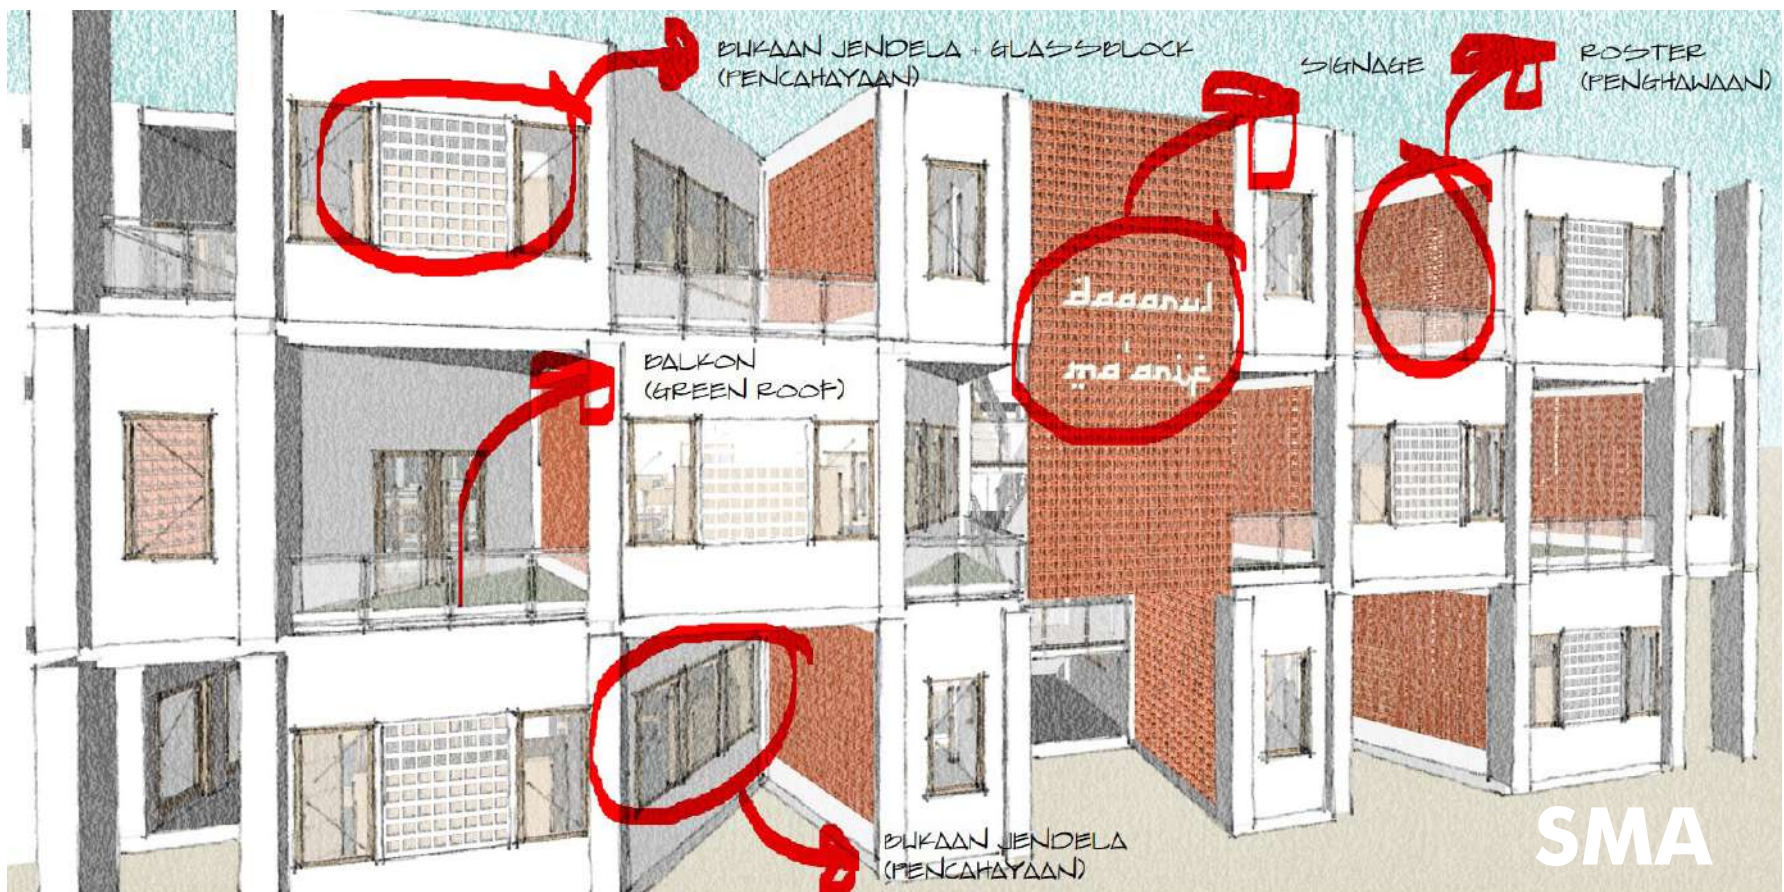 BUKAAN JENDELA + GLASSBLOCK
(PENCAHAYAAN)
SIGNAGE
ROSTER
(PENGHAWAAN)
daaarul
ma'arif
BALKON
(GREEN ROOF)
BUKAAN JENDELA
(PENCAHAYAAN)
SMA